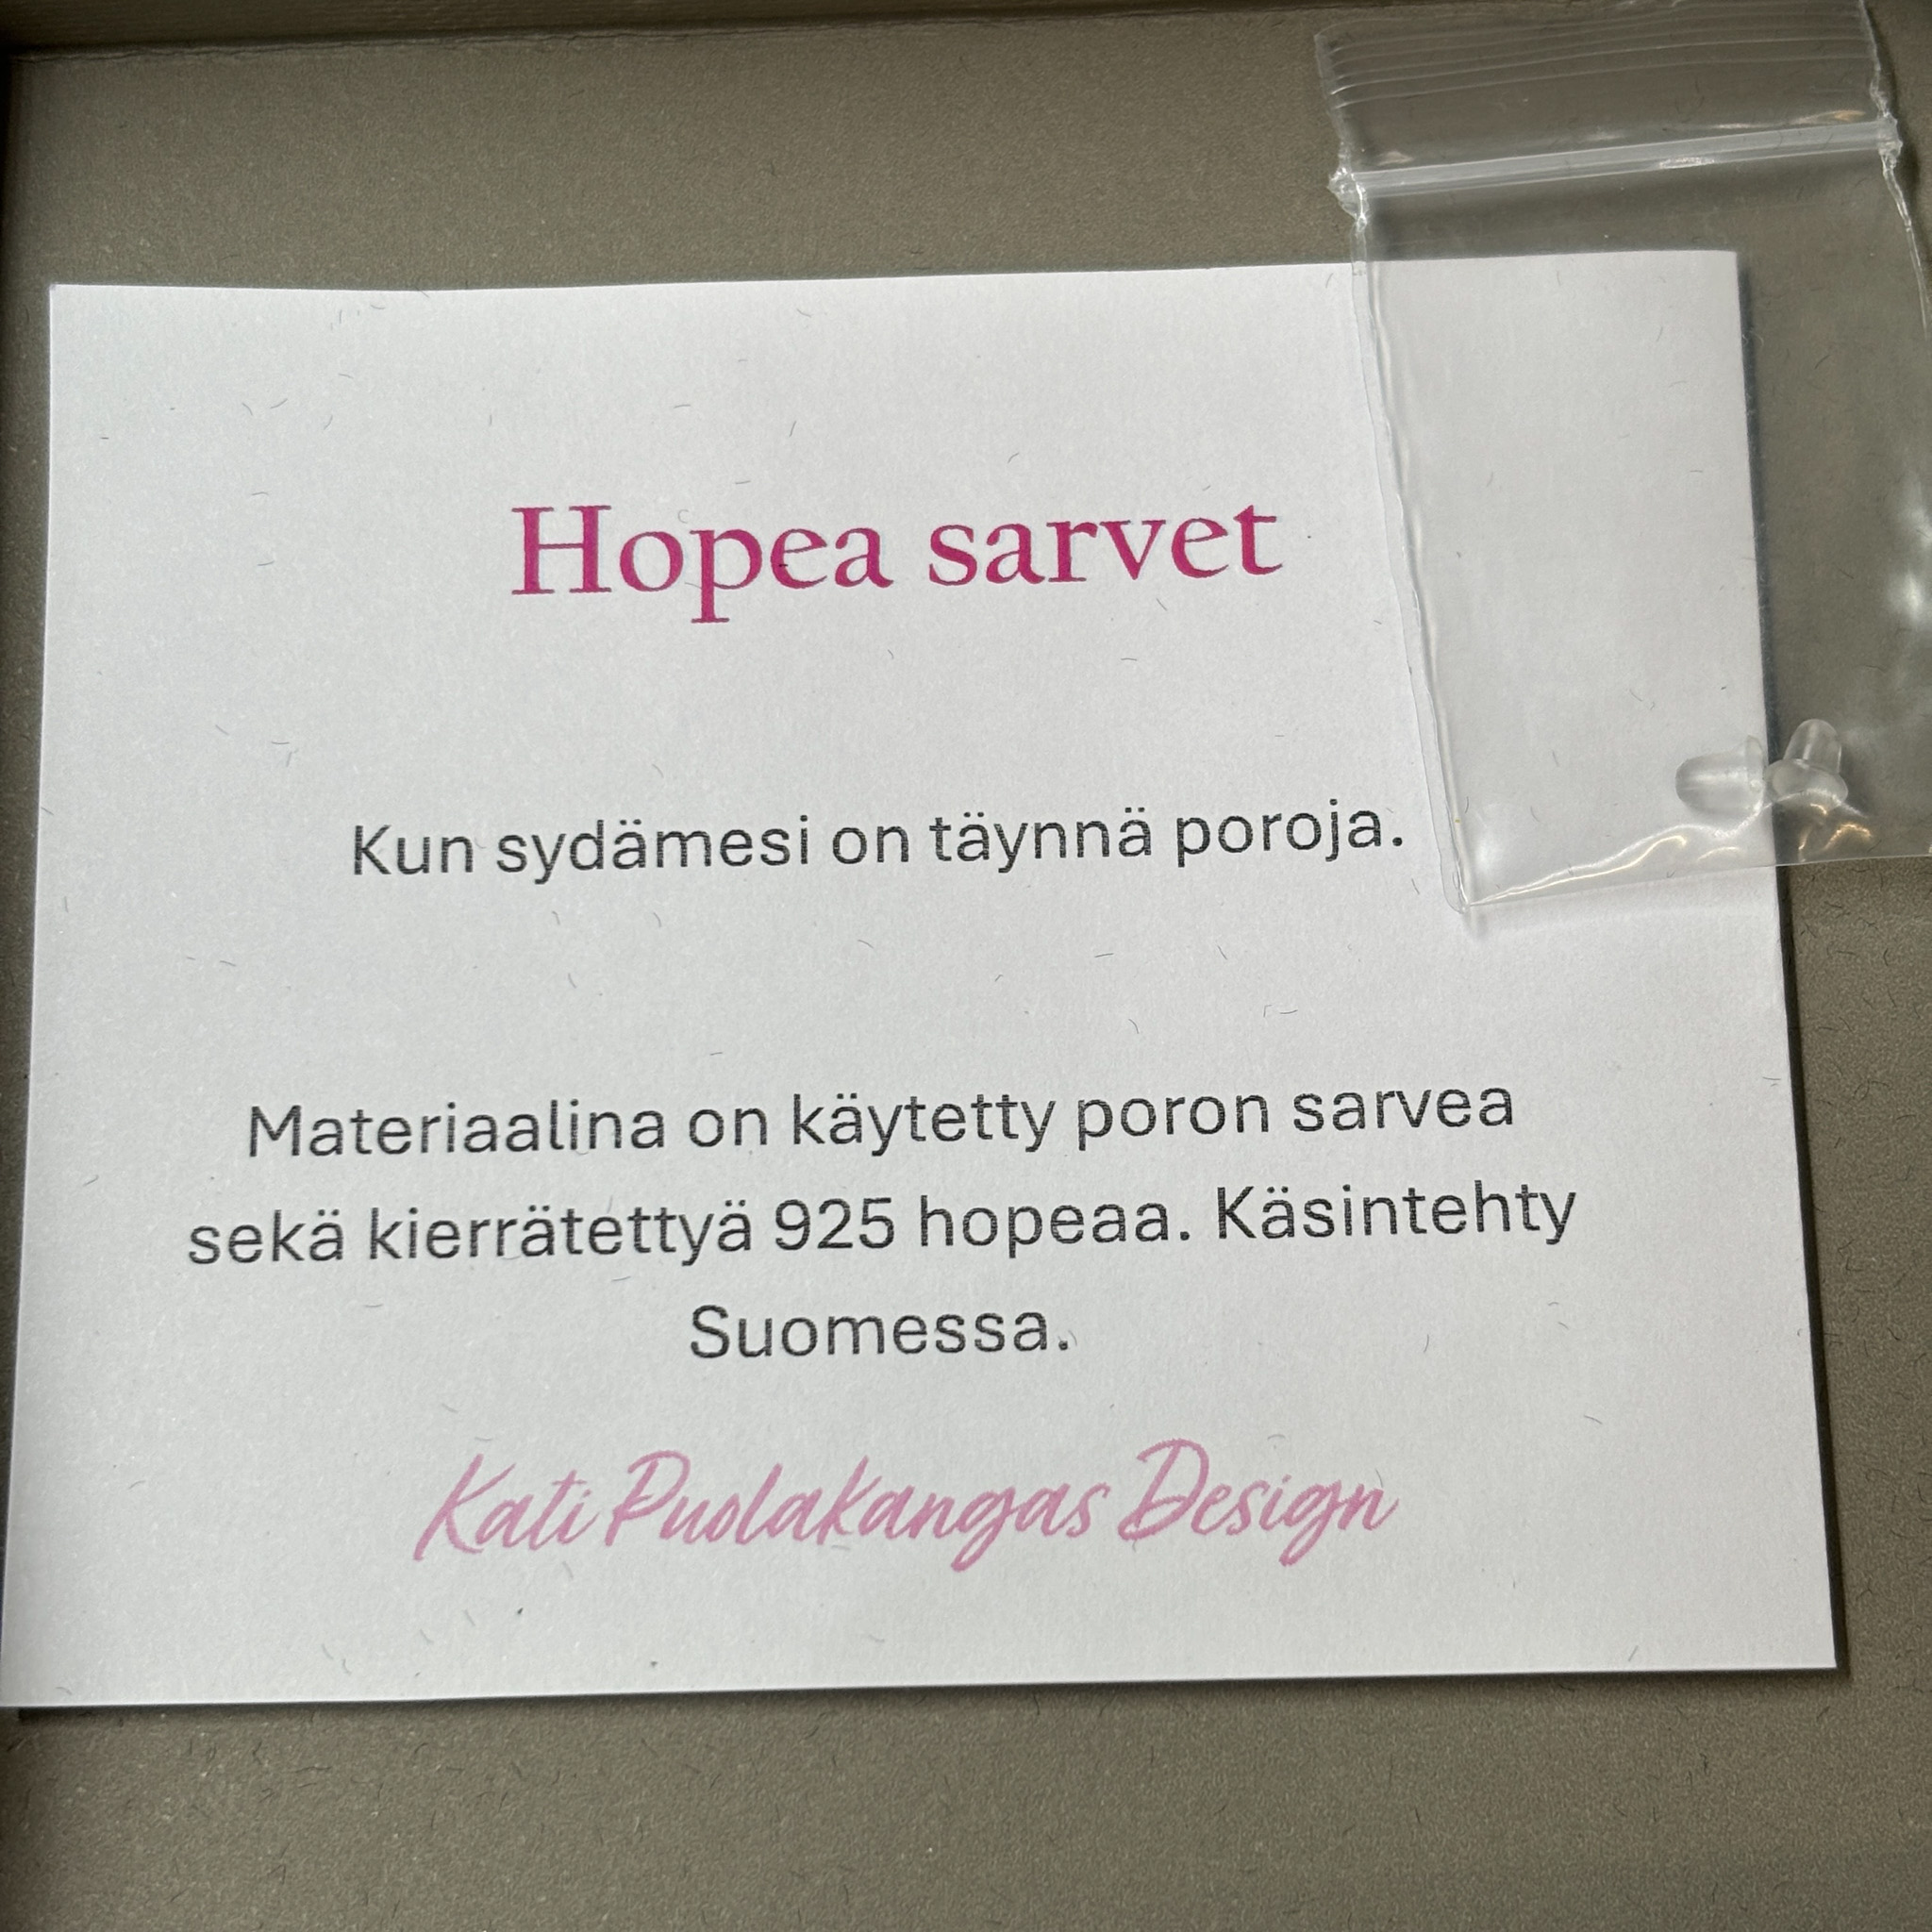 Hopea sarvet
Kun sydämesi on täynnä poroja.
Materiaalina on käytetty poron sarvea
sekä kierrätettyä 925 hopeaa. Käsintehty
Suomessa.
Kati Puolakangas Design